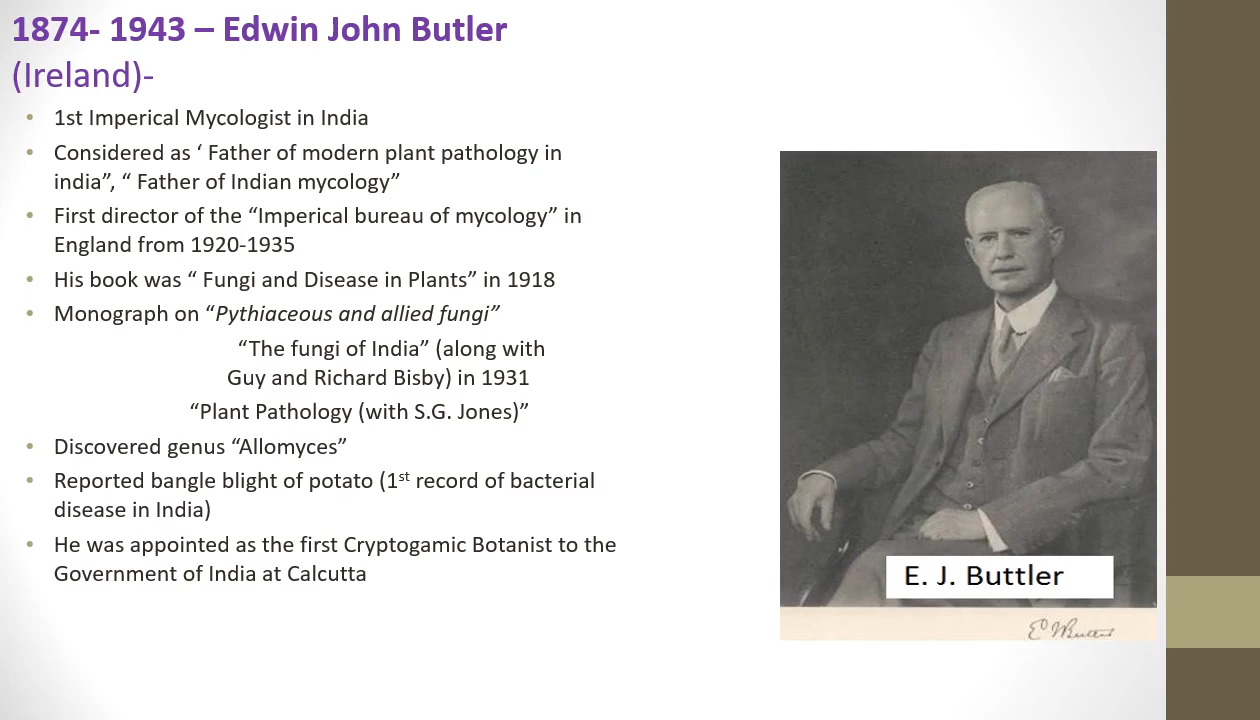 1874- 1943 – Edwin John Butler
(Ireland)-
• 1st Imperical Mycologist in India
• Considered as ‘ Father of modern plant pathology in
india”, “ Father of Indian mycology”
• First director of the “Imperical bureau of mycology” in
England from 1920-1935
• His book was “ Fungi and Disease in Plants” in 1918
• Monograph on “Pythiaceous and allied fungi”
“The fungi of India” (along with
Guy and Richard Bisby) in 1931
“Plant Pathology (with S.G. Jones)”
• Discovered genus “Allomyces”
• Reported bangle blight of potato (1st record of bacterial
disease in India)
• He was appointed as the first Cryptogamic Botanist to the
Government of India at Calcutta
E. J. Buttler